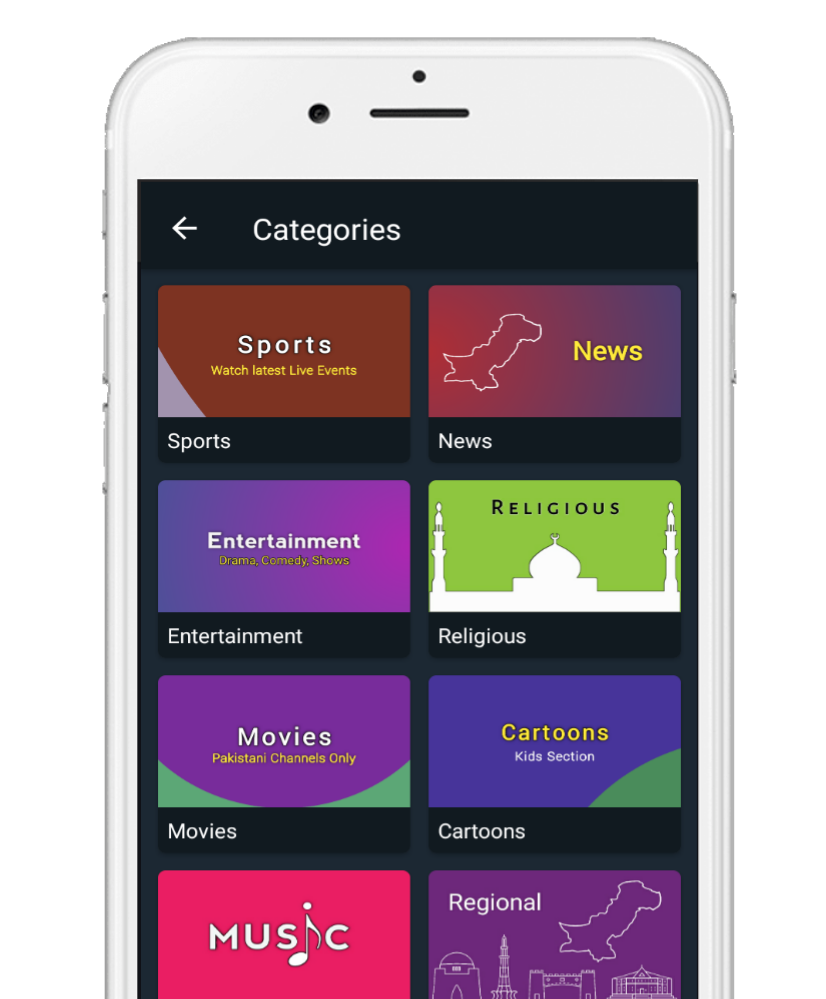 Categories
Sports
Watch latest Live Events
Sports
News
News
Entertainment
Drama, Comedy, Shows
Entertainment
RELIGIOUS
Religious
Movies
Pakistani Channels Only
Movies
Cartoons
Kids Section
Cartoons
MUSIC
Regional